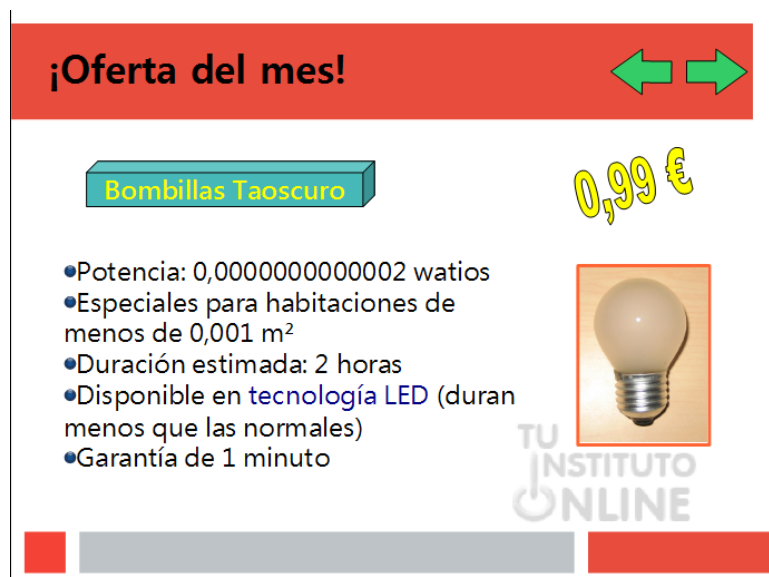 ¡Oferta del mes!
Bombillas Taoscuro
0,99 €
Potencia: 0,0000000000002 watios
Especiales para habitaciones de
menos de 0,001 m²
Duración estimada: 2 horas
Disponible en tecnología LED (duran
menos que las normales)
Garantía de 1 minuto
TU
INSTITUTO
ONLINE